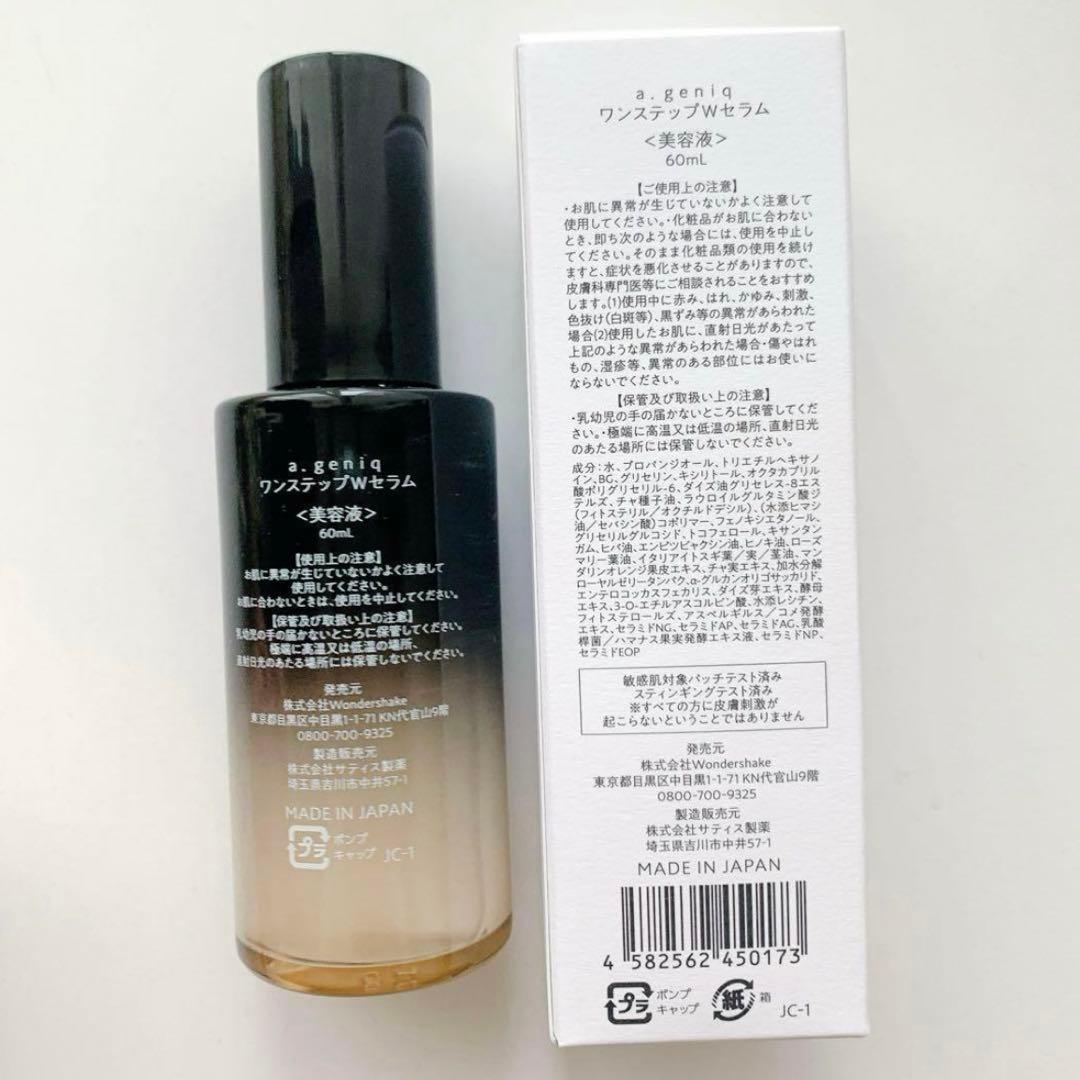 a.geniq
ワンステップWセラム
<美容液>
60mL
【使用上の注意】
お肌に異常が生じていないかよく注意して
使用してください。
お肌に合わないときは、使用を中止してください。
【保管及び取扱い上の注意】
乳幼児の手の届かないところに保管してください。
極端に高温又は低温の場所、
直射日光のあたる場所には保管しないでください。
発売元
株式会社Wondershake
東京都目黒区中目黒1-1-71 KN代官山9階
0800-700-9325
製造販売元
株式会社サティス製薬
埼玉県吉川市中井57-1
MADE IN JAPAN
プラ
ポンプ
キャップ
JC-1
a.geniq
ワンステップWセラム
<美容液>
60mL
【ご使用上の注意】
・お肌に異常が生じていないかよく注意して
使用してください。・化粧品がお肌に合わない
とき、即ち次のような場合には、使用を中止し
てください。そのまま化粧品類の使用を続け
ますと、症状を悪化させることがありますので、
皮膚科専門医等にご相談されることをおすすめ
します。(1)使用中に赤み、はれ、かゆみ、刺激、
色抜け(白斑等)、黒ずみ等の異常があらわれた
場合(2)使用したお肌に、直射日光があたって
上記のような異常があらわれた場合・傷やはれ
もの、湿疹等、異常のある部位にはお使いに
ならないでください。
【保管及び取扱い上の注意】
・乳幼児の手の届かないところに保管してくだ
さい。・極端に高温又は低温の場所、直射日光
のあたる場所には保管しないでください。
成分:水、プロパンジオール、トリエチルヘキサノ
イン、BG、グリセリン、キシリトール、オクタカプリル
酸ポリグリセリル-6、ダイズ油グリセレス-8エス
テルズ、チャ種子油、ラウロイルグルタミン酸ジ
(フィトステリル/オクチルドデシル)、(水添ヒマシ
油/セバシン酸)コポリマー、フェノキシエタノール、
グリセリルグルコシド、トコフェロール、キサンタン
ガム、ヒバ油、エンピツビャクシン油、ヒノキ油、ローズ
マリー葉油、イタリアイトスギ葉/実/茎油、マン
ダリンオレンジ果皮エキス、チャ実エキス、加水分解
ローヤルゼリータンパク、α-グルカンオリゴサッカリド、
エンテロコッカスフェカリス、ダイズ芽エキス、酵母
エキス、3-O-エチルアスコルビン酸、水添レシチン、
フィトステロールズ、アスペルギルス/コメ発酵
エキス、セラミドNG、セラミドAP、セラミドAG、乳酸
桿菌/ハマナス果実発酵エキス液、セラミドNP、
セラミドEOP
敏感肌対象パッチテスト済み
スティンギングテスト済み
※すべての方に皮膚刺激が
起こらないということではありません
発売元
株式会社Wondershake
東京都目黒区中目黒1-1-71 KN代官山9階
0800-700-9325
製造販売元
株式会社サティス製薬
埼玉県吉川市中井57-1
MADE IN JAPAN
4 582562 450173
プラ
ポンプ
キャップ
紙
箱
JC-1